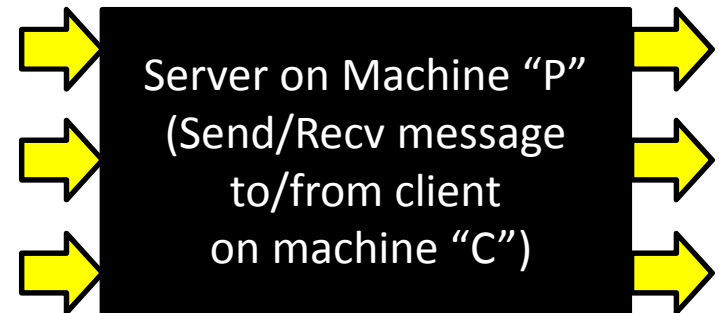 Server on Machine “P”
(Send/Recv message
to/from client
on machine “C”)